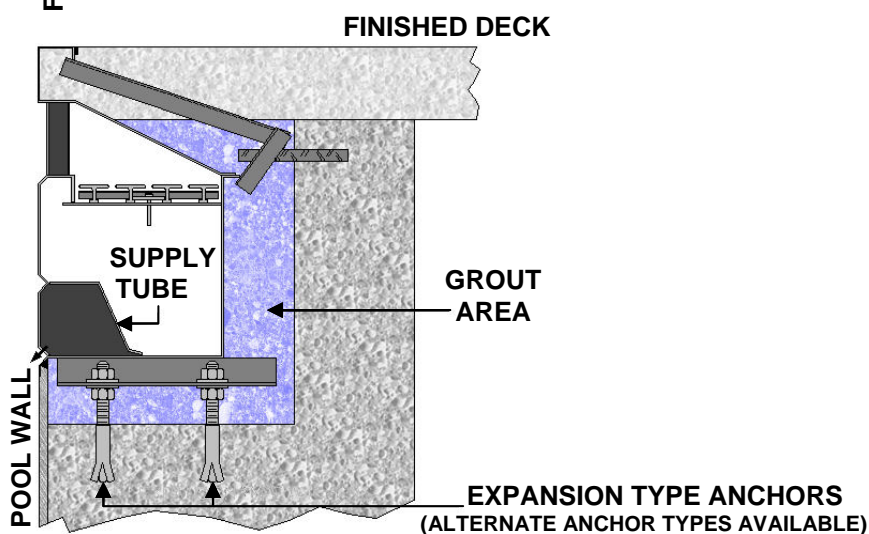 FINISHED DECK
SUPPLY
TUBE
GROUT
AREA
POOL WALL
EXPANSION TYPE ANCHORS
(ALTERNATE ANCHOR TYPES AVAILABLE)